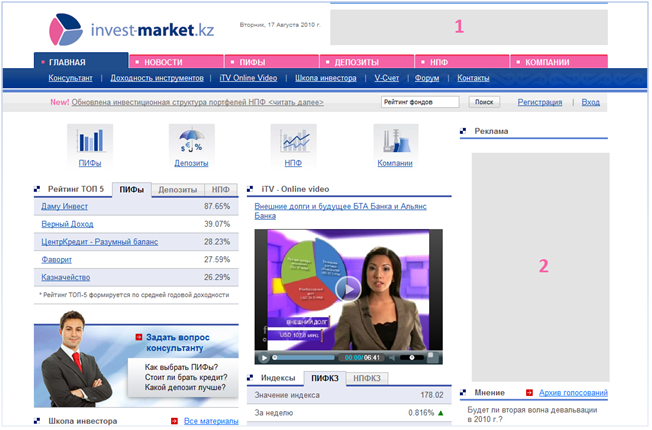 invest-market.kz
Вторник, 17 Августа 2010 г.
1
ГЛАВНАЯ
НОВОСТИ
ПИФЫ
ДЕПОЗИТЫ
НПФ
КОМПАНИИ
Консультант | Доходность инструментов | iTV Online Video | Школа инвестора | V-Счет | Форум | Контакты
New! Обновлена инвестиционная структура портфелей НПФ <читать далее>
Рейтинг фондов
Поиск
Регистрация | Вход
ПИФы
Депозиты
НПФ
Компании
Реклама
2
Рейтинг ТОП 5
ПИФы
Депозиты
НПФ
Даму Инвест 87.65%
Верный Доход 39.07%
ЦентрКредит - Разумный баланс 28.23%
Фаворит 27.59%
Казначейство 26.29%
* Рейтинг ТОП-5 формируется по средней годовой доходности
iTV - Online video
Внешние долги и будущее БТА Банка и Альянс
Банка
ВНЕШНИЙ ДОЛГ
00:00/06:41
Задать вопрос
консультанту
Как выбрать ПИФы?
Стоит ли брать кредит?
Какой депозит лучше?
Индексы
ПИФКЗ
НПФКЗ
Значение индекса 178.02
За неделю 0.816%
Школа инвестора
Все материалы
Мнение
Архив голосований
Будет ли вторая волна девальвации
в 2010 г.?